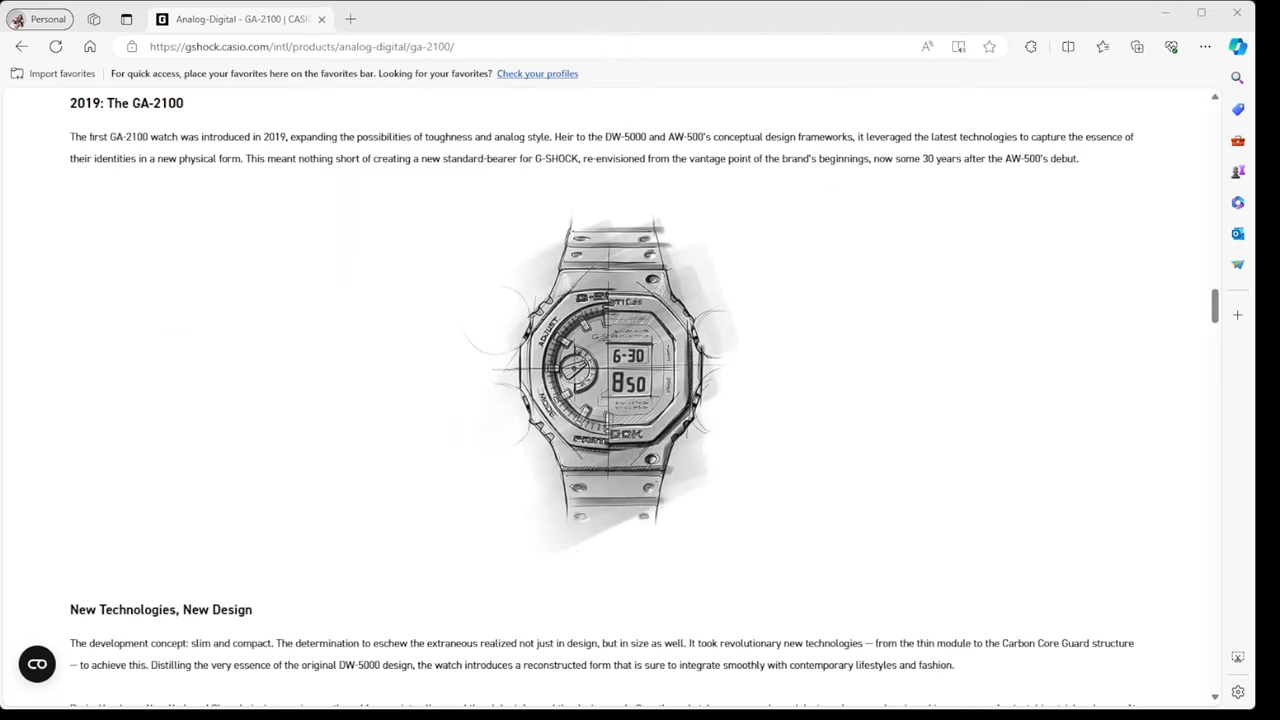 Personal
Analog-Digital - GA-2100 | CASIO
https://gshock.casio.com/intl/products/analog-digital/ga-2100/
Import favorites
For quick access, place your favorites here on the favorites bar. Looking for your favorites? Check your profiles
2019: The GA-2100
The first GA-2100 watch was introduced in 2019, expanding the possibilities of toughness and analog style. Heir to the DW-5000 and AW-500's conceptual design frameworks, it leveraged the latest technologies to capture the essence of
their identities in a new physical form. This meant nothing short of creating a new standard-bearer for G-SHOCK, re-envisioned from the vantage point of the brand's beginnings, now some 30 years after the AW-500's debut.
ADJUST
6-30
850
MODE
New Technologies, New Design
The development concept: slim and compact. The determination to eschew the extraneous realized not just in design, but in size as well. It took revolutionary new technologies — from the thin module to the Carbon Core Guard structure
— to achieve this. Distilling the very essence of the original DW-5000 design, the watch introduces a reconstructed form that is sure to integrate smoothly with contemporary lifestyles and fashion.